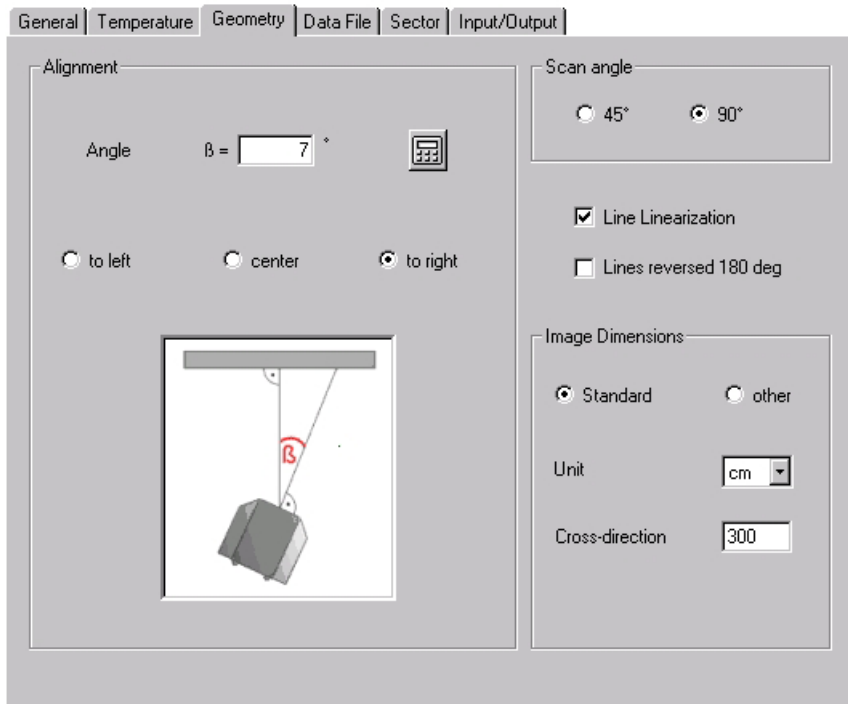 General Temperature Geometry Data File Sector Input/Output
Alignment
Angle ß = 7 °
to left center to right
ß
Scan angle
45° 90°
Line Linearization
Lines reversed 180 deg
Image Dimensions
Standard other
Unit cm
Cross-direction 300